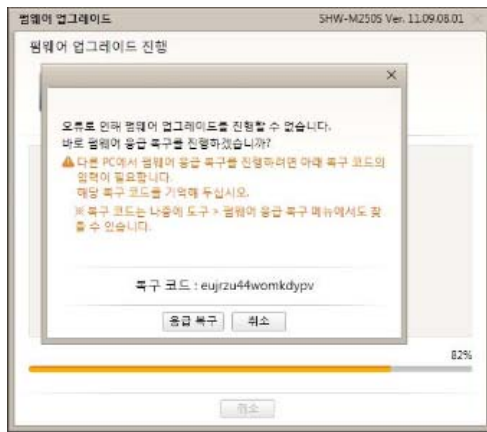 펌웨어 업그레이드
SHW-M250S Ver. 11.09.08.01
펌웨어 업그레이드 진행
오류로 인해 펌웨어 업그레이드를 진행할 수 없습니다.
바로 펌웨어 응급 복구를 진행하겠습니까?
다른 PC에서 펌웨어 응급 복구를 진행하려면 아래 복구 코드의
입력이 필요합니다.
해당 복구 코드를 기억해 두십시오.
※ 복구 코드는 나중에 도구 > 펌웨어 응급 복구 메뉴에서도 찾
을 수 있습니다.
복구 코드 : eujrzu44womkdypv
응급 복구
취소
82%
취소